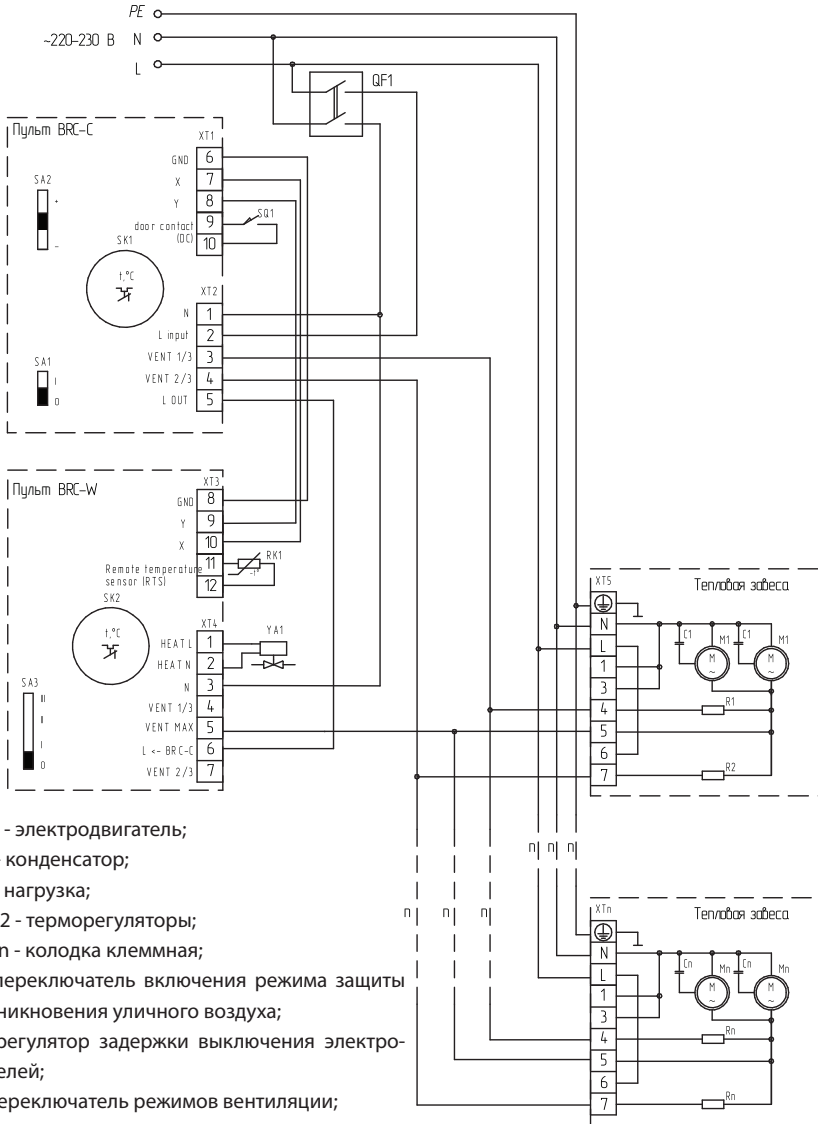 PE
~220-230 В N
L
QF1
Пульт BRC-C
XT1
GND 6
X 7
Y 8
SA2
+
-
door contact
(DC)
9
10
SQ1
SK1
t,°C
XT2
N 1
L input 2
VENT 1/3 3
VENT 2/3 4
L OUT 5
SA1
I
0
Пульт BRC-W
XT3
GND 8
Y 9
X 10
Remote temperature
sensor (RTS)
11
12
RK1
-t°
SK2
t,°C
XT4
HEAT L 1
HEAT N 2
N 3
VENT 1/3 4
VENT MAX 5
L <- BRC-C 6
VENT 2/3 7
YA1
SA3
III
II
I
0
XT5
Тепловая завеса
N
L
1
3
4
5
6
7
C1
M1
C1
M1
M
~
M
~
R1
R2
п п п
п п п
XTn
Тепловая завеса
N
L
1
3
4
5
6
7
Cn
Mn
Cn
Mn
M
~
M
~
Rn
Rn
- электродвигатель;
конденсатор;
нагрузка;
2 - терморегуляторы;
n - колодка клеммная;
переключатель включения режима защиты
никновения уличного воздуха;
регулятор задержки выключения электро-
елей;
ереключатель режимов вентиляции;